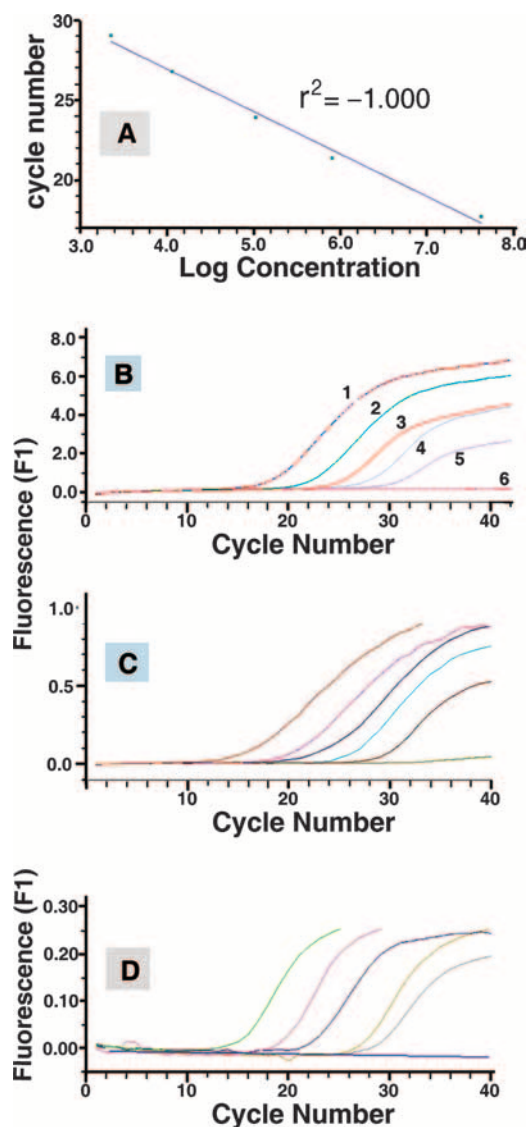 30
25
20
cycle number
A
r² = −1.000
3.0 4.0 5.0 6.0 7.0 8.0
Log Concentration
8.0
6.0
4.0
2.0
0.0
B
1
2
3
4
5
6
0 10 20 30 40
Cycle Number
Fluorescence (F1)
1.0
0.5
0.0
C
10 20 30 40
Cycle Number
0.30
0.20
0.10
0.00
Fluorescence (F1)
D
0 10 20 30 40
Cycle Number